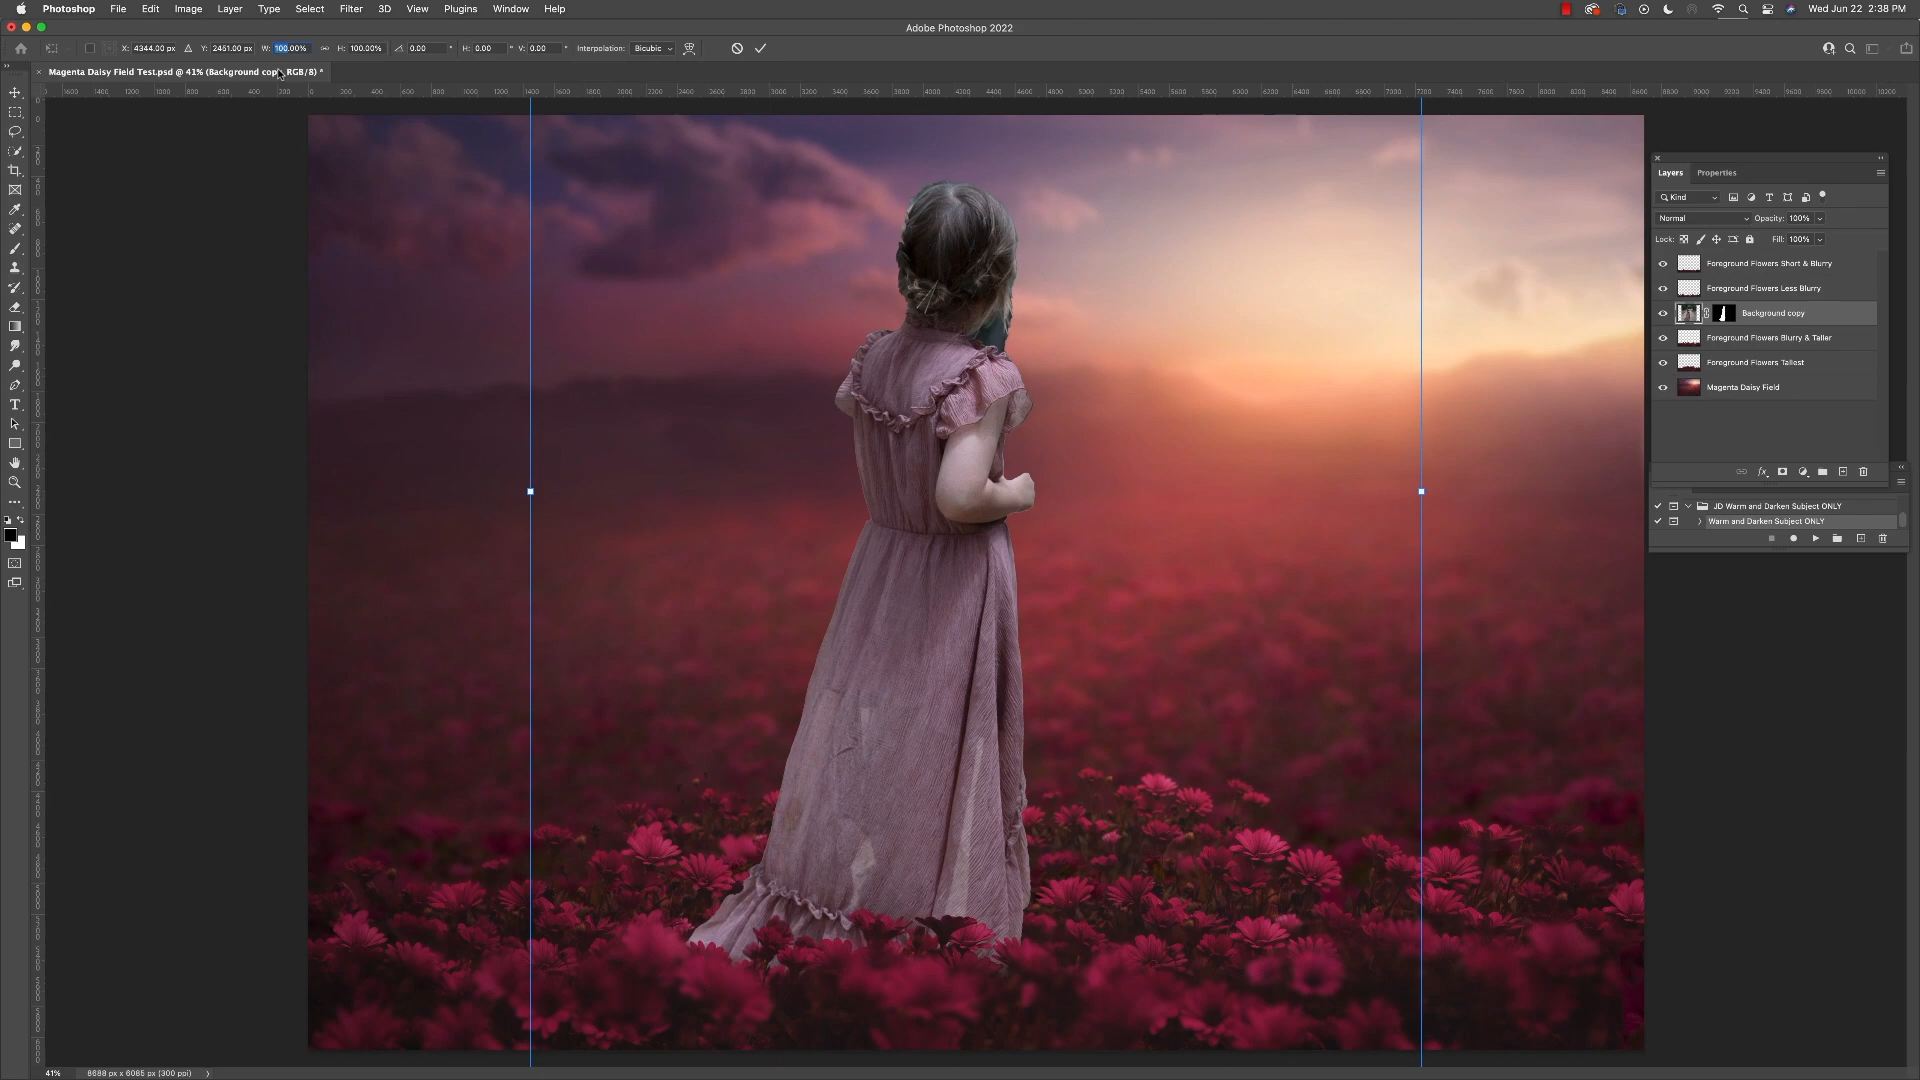 Photoshop File Edit Image Layer Type Select Filter 3D View Plugins Window Help Wed Jun 22 2:38 PM
Adobe Photoshop 2022
X: 4344.00 px Y: 2451.00 px W: 100.00% H: 100.00% 0.00 ° H: 0.00 ° V: 0.00 ° Interpolation: Bicubic
× Magenta Daisy Field Test.psd @ 41% (Background cop RGB/8) *
Layers Properties
Kind
Normal Opacity: 100%
Lock: Fill: 100%
Foreground Flowers Short & Blurry
Foreground Flowers Less Blurry
Background copy
Foreground Flowers Blurry & Taller
Foreground Flowers Tallest
Magenta Daisy Field
fx
JD Warm and Darken Subject ONLY
Warm and Darken Subject ONLY
41% 8688 px x 6085 px (300 ppi)